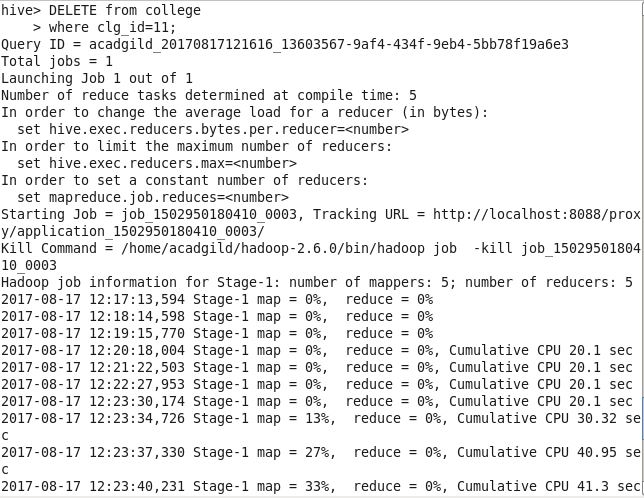 hive> DELETE from college
    > where clg_id=11;
Query ID = acadgild_20170817121616_13603567-9af4-434f-9eb4-5bb78f19a6e3
Total jobs = 1
Launching Job 1 out of 1
Number of reduce tasks determined at compile time: 5
In order to change the average load for a reducer (in bytes):
  set hive.exec.reducers.bytes.per.reducer=<number>
In order to limit the maximum number of reducers:
  set hive.exec.reducers.max=<number>
In order to set a constant number of reducers:
  set mapreduce.job.reduces=<number>
Starting Job = job_1502950180410_0003, Tracking URL = http://localhost:8088/prox
y/application_1502950180410_0003/
Kill Command = /home/acadgild/hadoop-2.6.0/bin/hadoop job  -kill job_15029501804
10_0003
Hadoop job information for Stage-1: number of mappers: 5; number of reducers: 5
2017-08-17 12:17:13,594 Stage-1 map = 0%,  reduce = 0%
2017-08-17 12:18:14,598 Stage-1 map = 0%,  reduce = 0%
2017-08-17 12:19:15,770 Stage-1 map = 0%,  reduce = 0%
2017-08-17 12:20:18,004 Stage-1 map = 0%,  reduce = 0%, Cumulative CPU 20.1 sec
2017-08-17 12:21:22,503 Stage-1 map = 0%,  reduce = 0%, Cumulative CPU 20.1 sec
2017-08-17 12:22:27,953 Stage-1 map = 0%,  reduce = 0%, Cumulative CPU 20.1 sec
2017-08-17 12:23:30,174 Stage-1 map = 0%,  reduce = 0%, Cumulative CPU 20.1 sec
2017-08-17 12:23:34,726 Stage-1 map = 13%,  reduce = 0%, Cumulative CPU 30.32 se
c
2017-08-17 12:23:37,330 Stage-1 map = 27%,  reduce = 0%, Cumulative CPU 40.95 se
c
2017-08-17 12:23:40,231 Stage-1 map = 33%,  reduce = 0%, Cumulative CPU 41.3 sec